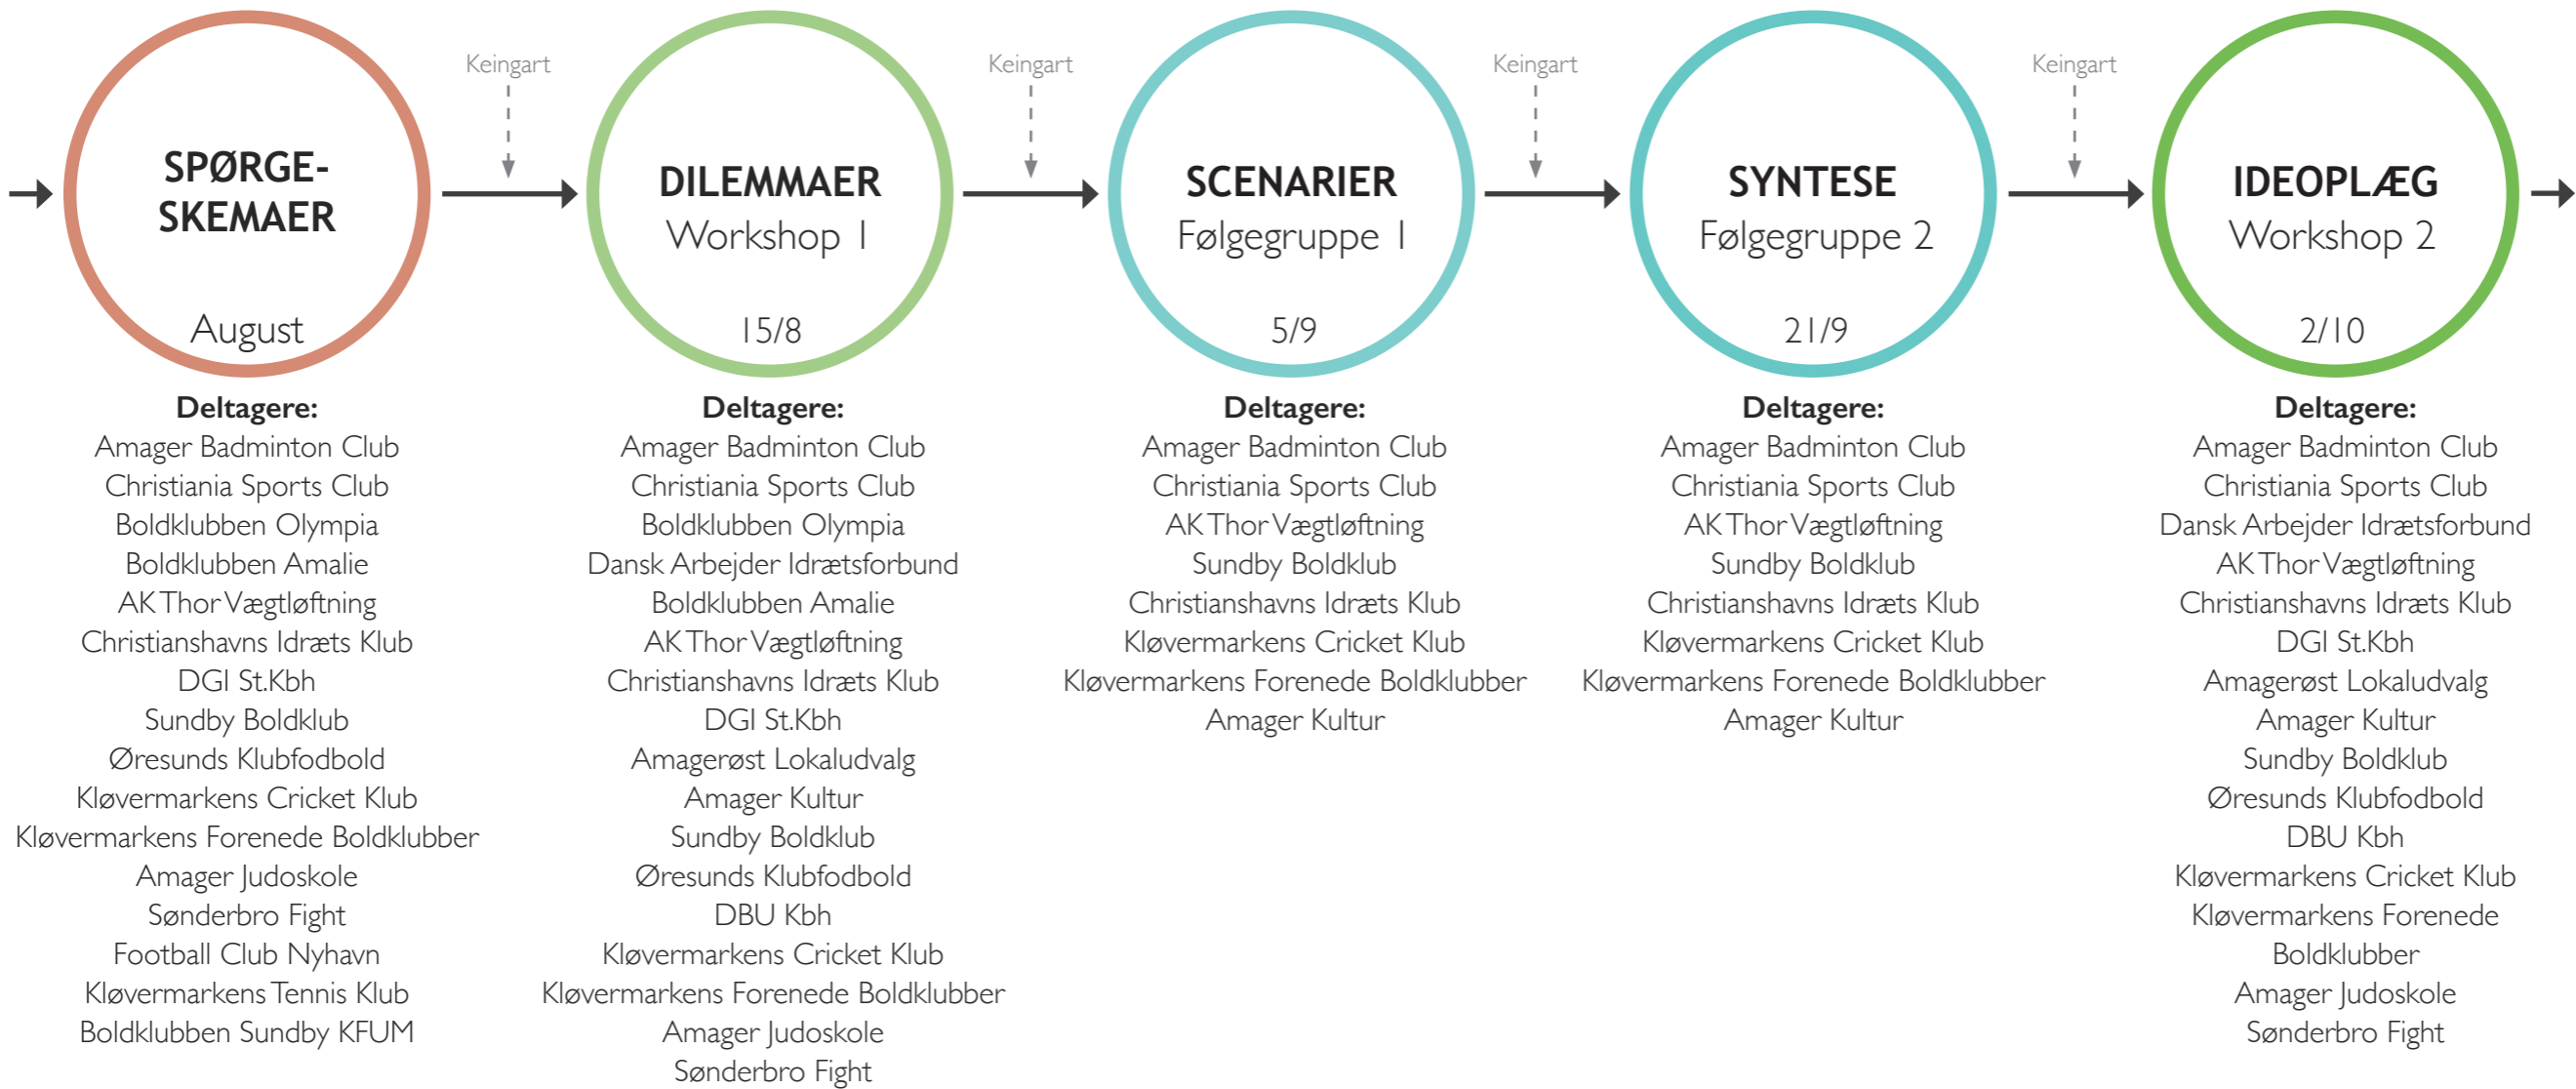 Keingart
Keingart
Keingart
Keingart
SPØRGE-
SKEMAER
August
Deltagere:
Amager Badminton Club
Christiania Sports Club
Boldklubben Olympia
Boldklubben Amalie
AK Thor Vægtløftning
Christianshavns Idræts Klub
DGI St.Kbh
Sundby Boldklub
Øresunds Klubfodbold
Kløvermarkens Cricket Klub
Kløvermarkens Forenede Boldklubber
Amager Judoskole
Sønderbro Fight
Football Club Nyhavn
Kløvermarkens Tennis Klub
Boldklubben Sundby KFUM
DILEMMAER
Workshop 1
15/8
Deltagere:
Amager Badminton Club
Christiania Sports Club
Boldklubben Olympia
Dansk Arbejder Idrætsforbund
Boldklubben Amalie
AK Thor Vægtløftning
Christianshavns Idræts Klub
DGI St.Kbh
Amagerøst Lokaludvalg
Amager Kultur
Sundby Boldklub
Øresunds Klubfodbold
DBU Kbh
Kløvermarkens Cricket Klub
Kløvermarkens Forenede Boldklubber
Amager Judoskole
Sønderbro Fight
SCENARIER
Følgegruppe 1
5/9
Deltagere:
Amager Badminton Club
Christiania Sports Club
AK Thor Vægtløftning
Sundby Boldklub
Christianshavns Idræts Klub
Kløvermarkens Cricket Klub
Kløvermarkens Forenede Boldklubber
Amager Kultur
SYNTESE
Følgegruppe 2
21/9
Deltagere:
Amager Badminton Club
Christiania Sports Club
AK Thor Vægtløftning
Sundby Boldklub
Christianshavns Idræts Klub
Kløvermarkens Cricket Klub
Kløvermarkens Forenede Boldklubber
Amager Kultur
IDEOPLÆG
Workshop 2
2/10
Deltagere:
Amager Badminton Club
Christiania Sports Club
Dansk Arbejder Idrætsforbund
AK Thor Vægtløftning
Christianshavns Idræts Klub
DGI St.Kbh
Amagerøst Lokaludvalg
Amager Kultur
Sundby Boldklub
Øresunds Klubfodbold
DBU Kbh
Kløvermarkens Cricket Klub
Kløvermarkens Forenede
Boldklubber
Amager Judoskole
Sønderbro Fight